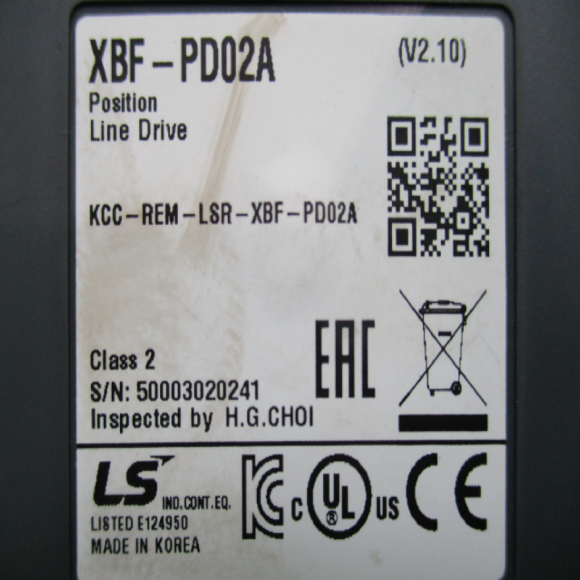 XBF-PD02A (V2.10)
Position
Line Drive
KCC-REM-LSR-XBF-PD02A
Class 2
S/N: 50003020241
Inspected by H.G.CHOI
EAC
LS IND.CONT.EQ.
LISTED E124950
MADE IN KOREA
KC
c UL ® US
CE